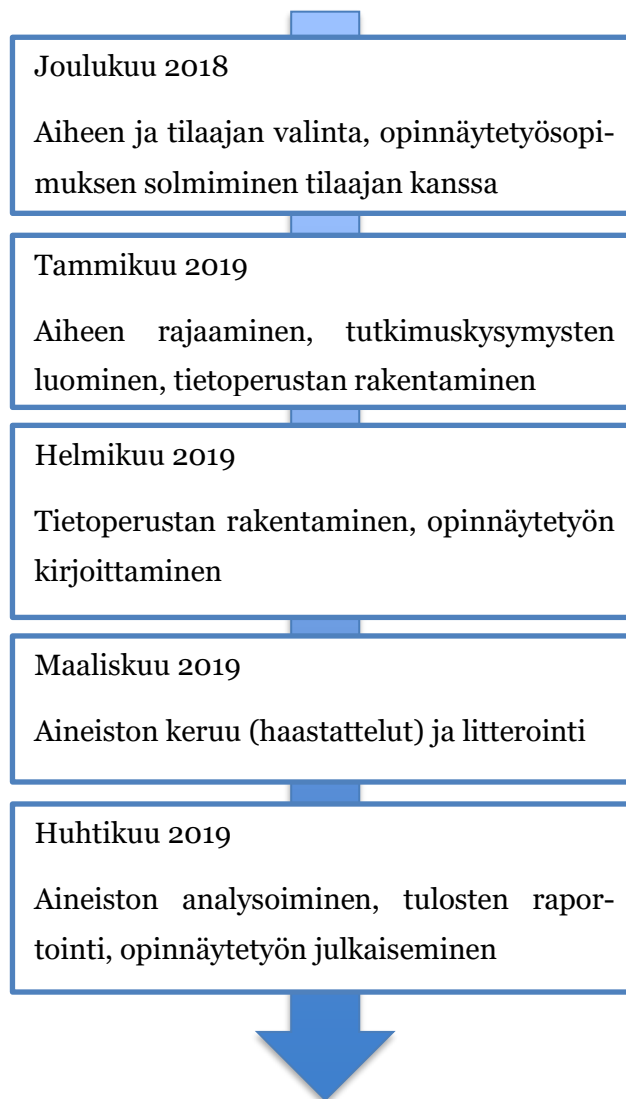 Joulukuu 2018
Aiheen ja tilaajan valinta, opinnäytetyösopi-
muksen solmiminen tilaajan kanssa
Tammikuu 2019
Aiheen rajaaminen, tutkimuskysymysten
luominen, tietoperustan rakentaminen
Helmikuu 2019
Tietoperustan rakentaminen, opinnäytetyön
kirjoittaminen
Maaliskuu 2019
Aineiston keruu (haastattelut) ja litterointi
Huhtikuu 2019
Aineiston analysoiminen, tulosten rapor-
tointi, opinnäytetyön julkaiseminen